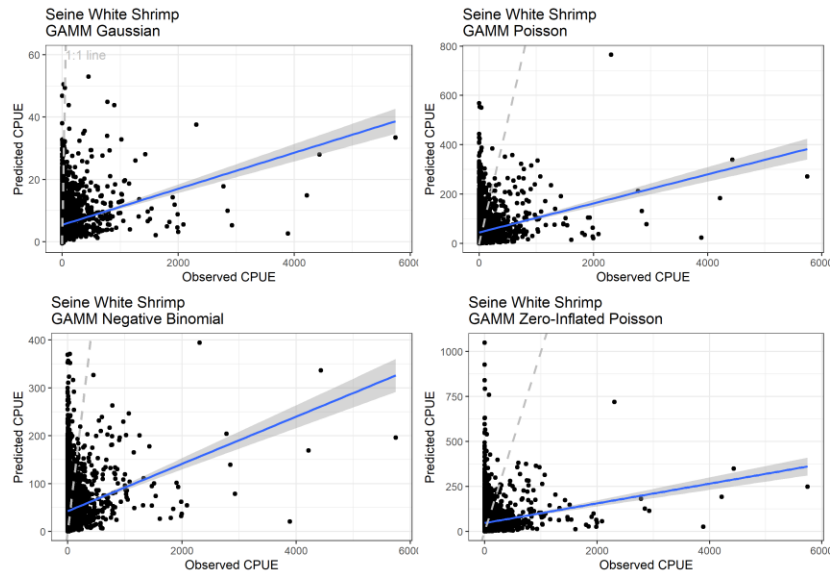 Seine White Shrimp
GAMM Gaussian
1:1 line
60
40
20
0
Predicted CPUE
0
2000
4000
6000
Observed CPUE
Seine White Shrimp
GAMM Poisson
800
600
400
200
0
Predicted CPUE
0
2000
4000
6000
Observed CPUE
Seine White Shrimp
GAMM Negative Binomial
400
300
200
100
0
Predicted CPUE
0
2000
4000
6000
Observed CPUE
Seine White Shrimp
GAMM Zero-Inflated Poisson
1000
750
500
250
0
Predicted CPUE
0
2000
4000
6000
Observed CPUE